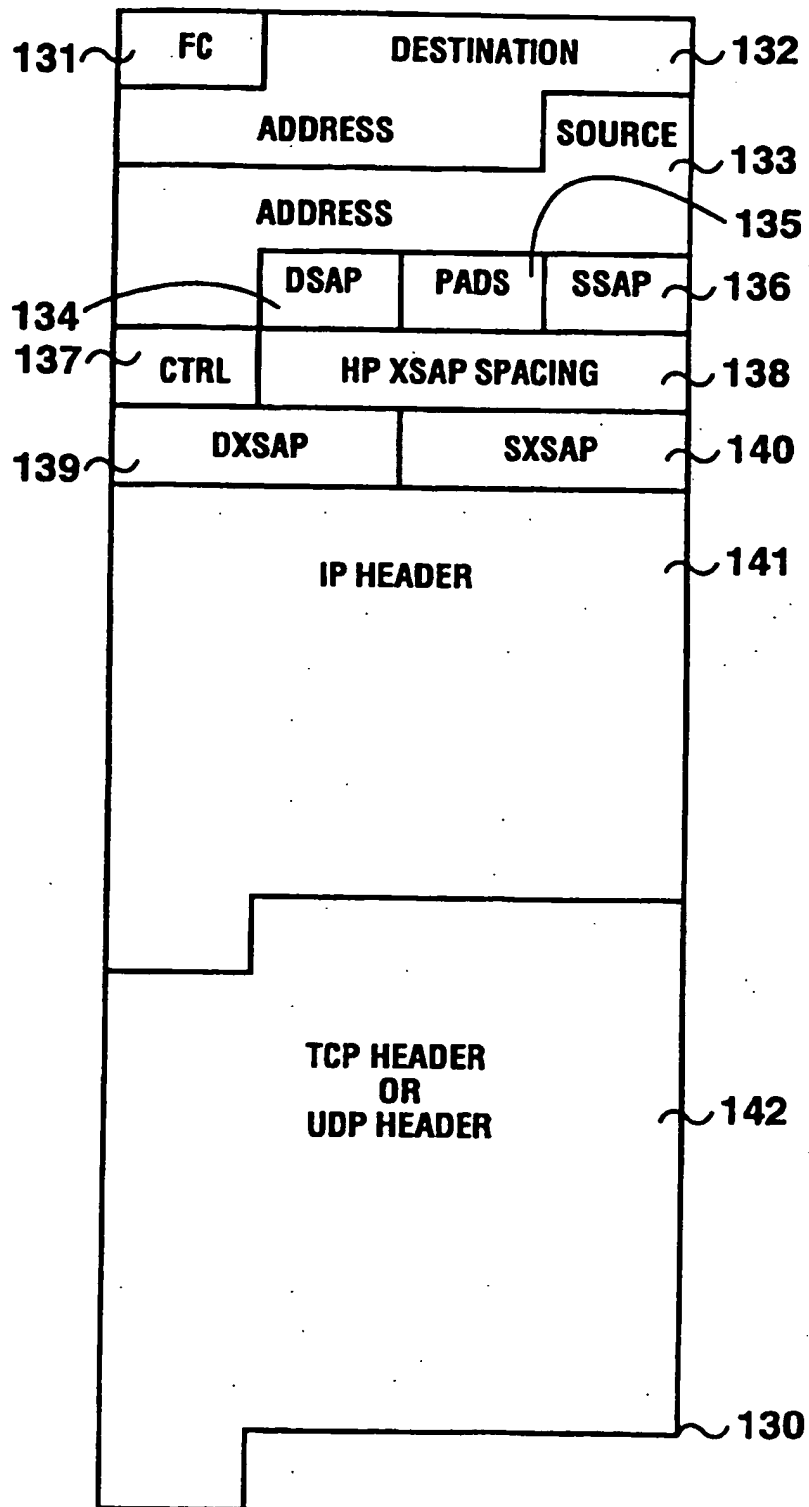 131 FC DESTINATION 132
ADDRESS SOURCE
133
ADDRESS 135
134 DSAP PADS SSAP 136
137 CTRL HP XSAP SPACING 138
139 DXSAP SXSAP 140
IP HEADER 141
TCP HEADER
OR
UDP HEADER 142
130